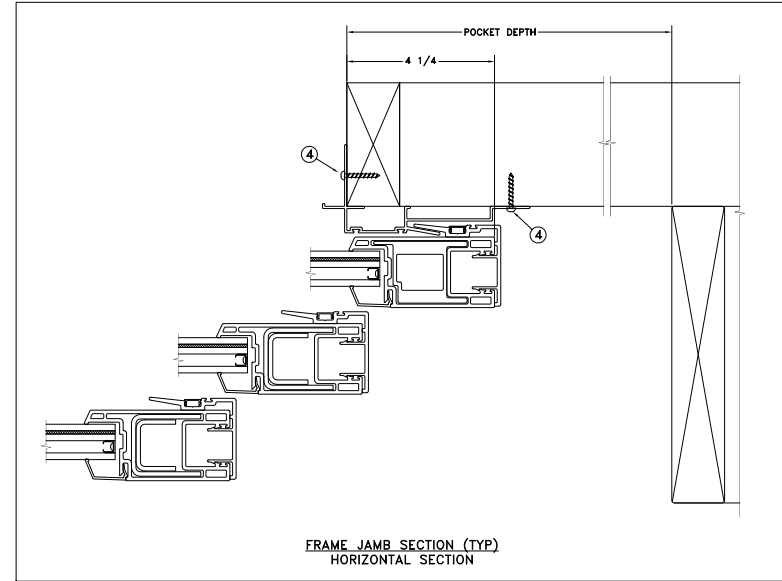 POCKET DEPTH
4 1/4
4
4
FRAME JAMB SECTION (TYP)
HORIZONTAL SECTION